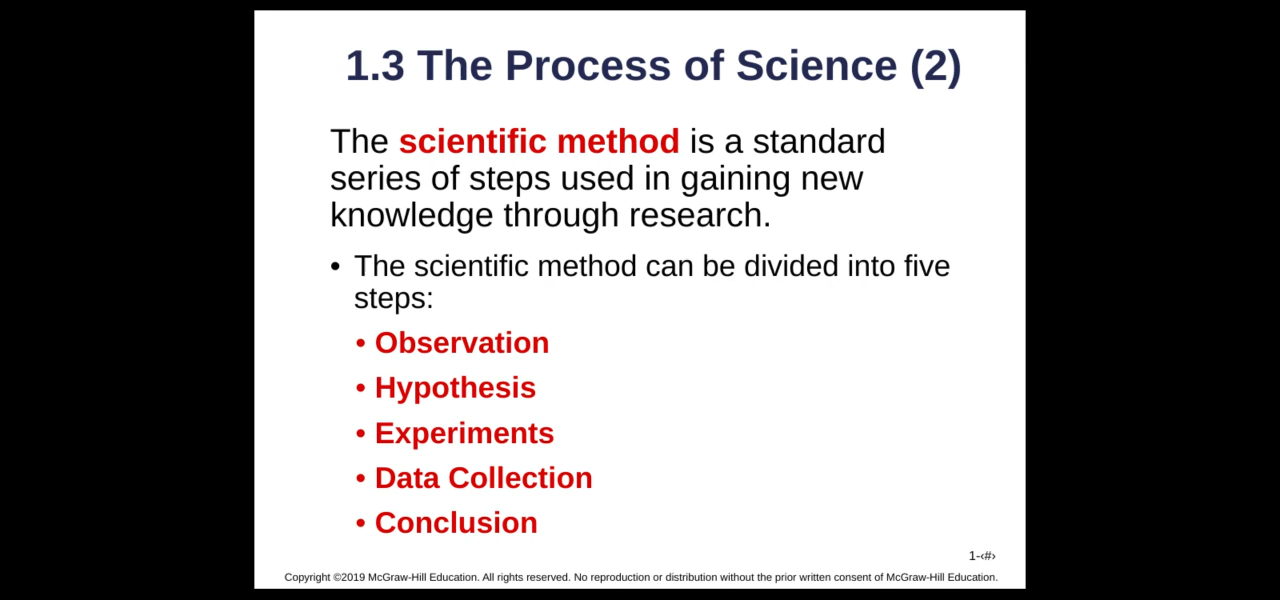 1.3 The Process of Science (2)
The scientific method is a standard
series of steps used in gaining new
knowledge through research.
• The scientific method can be divided into five
steps:
• Observation
• Hypothesis
• Experiments
• Data Collection
• Conclusion
1-‹#›
Copyright ©2019 McGraw-Hill Education. All rights reserved. No reproduction or distribution without the prior written consent of McGraw-Hill Education.